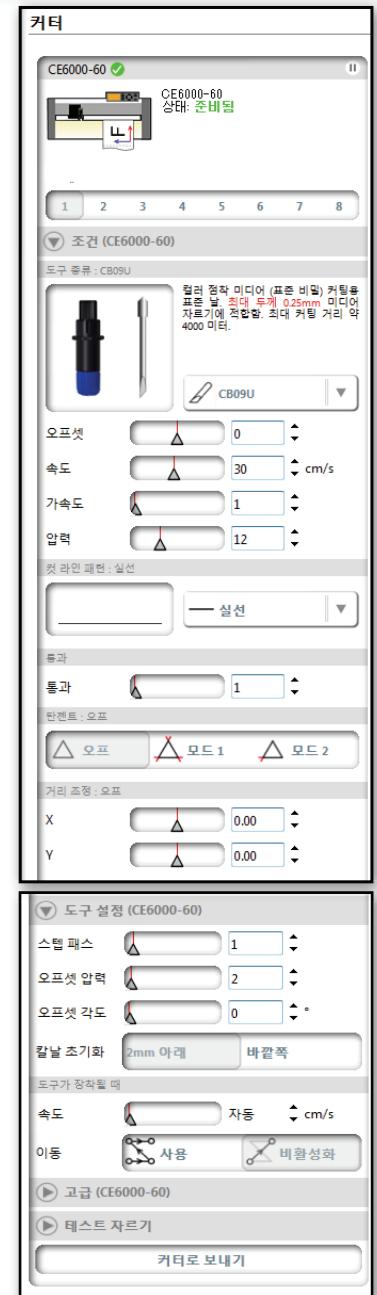 커터
CE6000-60
CE6000-60
상태: 준비됨
1 2 3 4 5 6 7 8
조건 (CE6000-60)
도구 종류 : CB09U
컬러 점착 미디어 (표준 비닐) 커팅용
표준 날. 최대 두께 0.25mm 미디어
자르기에 적합함. 최대 커팅 거리 약
4000 미터.
CB09U
오프셋 0
속도 30 cm/s
가속도 1
압력 12
컷 라인 패턴 : 실선
실선
통과
통과 1
탄젠트 : 오프
오프 모드 1 모드 2
거리 조정 : 오프
X 0.00
Y 0.00
도구 설정 (CE6000-60)
스텝 패스 1
오프셋 압력 2
오프셋 각도 0 °
칼날 초기화 2mm 아래 바깥쪽
도구가 장착될 때
속도 자동 cm/s
이동 사용 비활성화
고급 (CE6000-60)
테스트 자르기
커터로 보내기